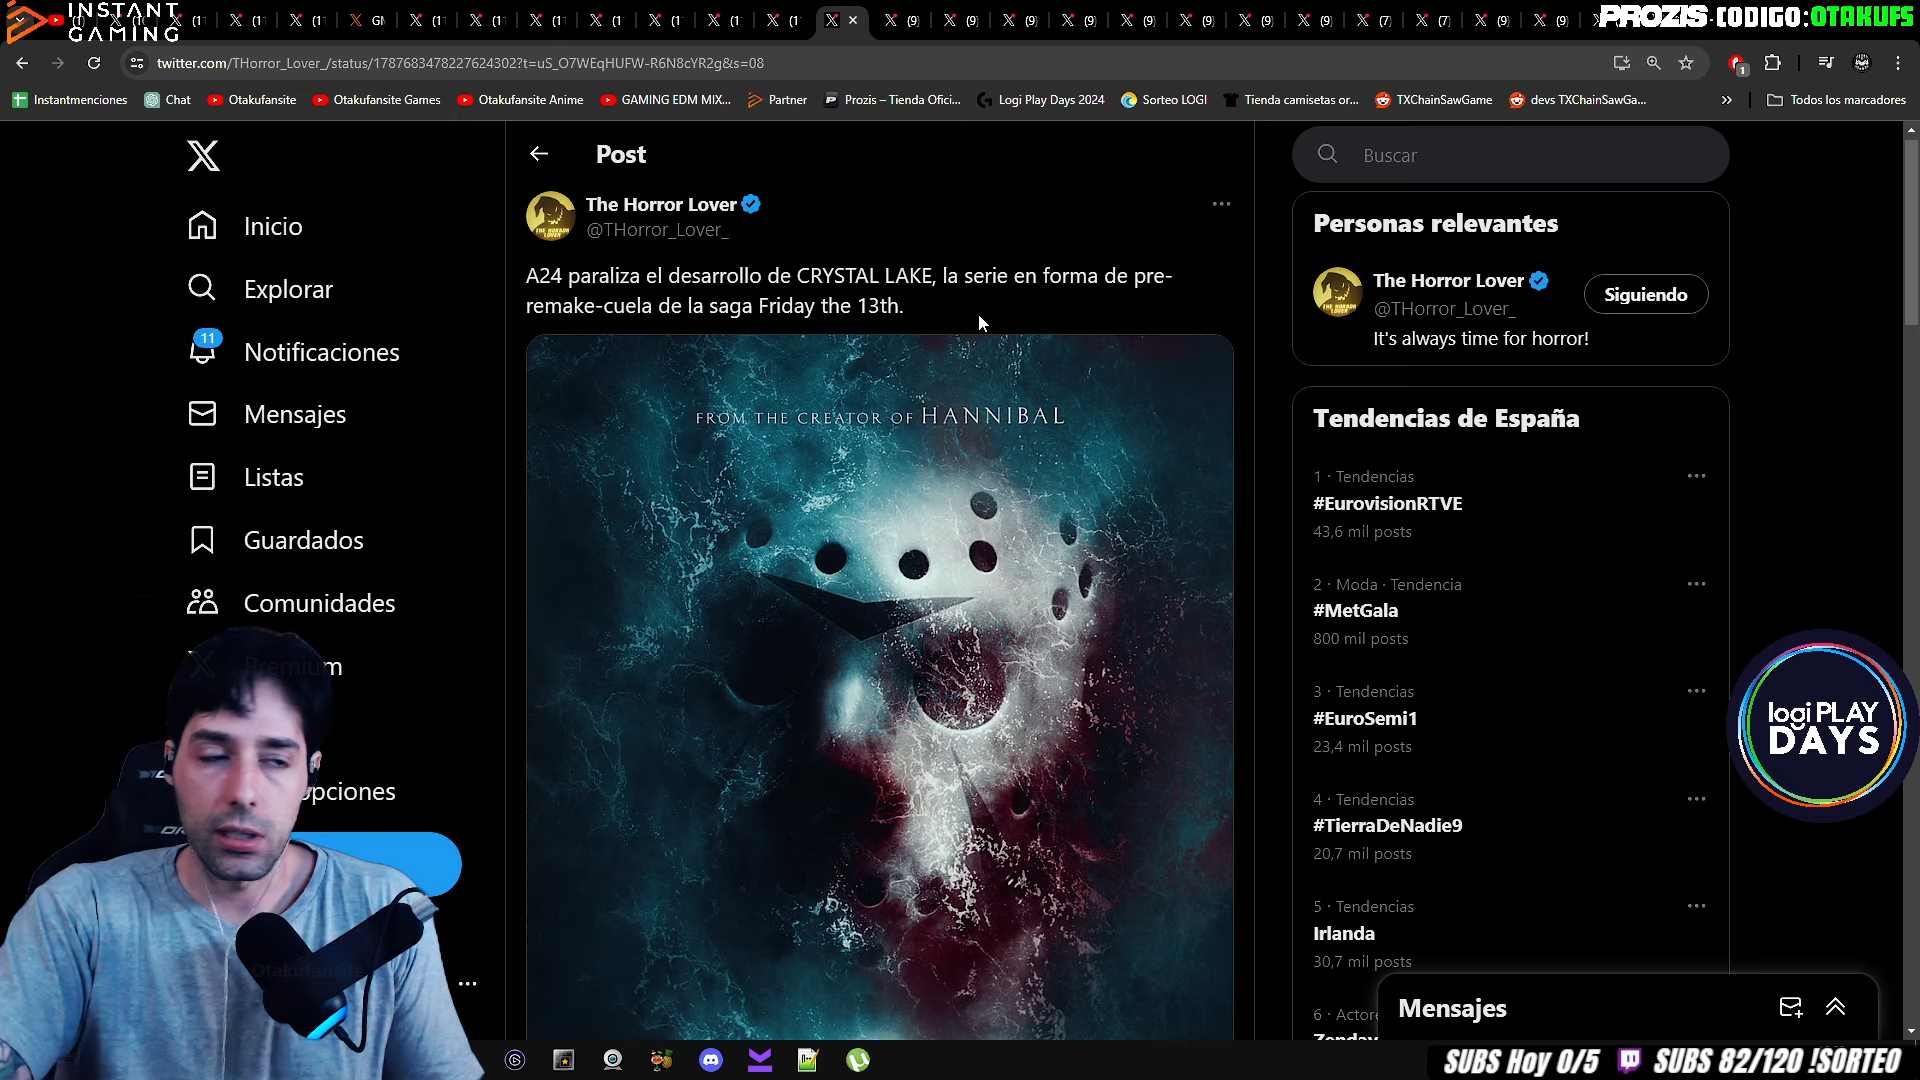 INSTANT
GAMING
PROZIS CODIGO:OTAKUFS
twitter.com/THorror_Lover_/status/1787683478227624302?t=uS_O7WEqHUFW-R6N8cYR2g&s=08
1
Instantmenciones
Chat
Otakufansite
Otakufansite Games
Otakufansite Anime
GAMING EDM MIX...
Partner
Prozis – Tienda Ofici...
Logi Play Days 2024
Sorteo LOGI
Tienda camisetas or...
TXChainSawGame
devs TXChainSawGa...
Todos los marcadores
Inicio
Explorar
11
Notificaciones
Mensajes
Listas
Guardados
Comunidades
Premium
opciones
Otakufansite
Post
The Horror Lover
@THorror_Lover_
A24 paraliza el desarrollo de CRYSTAL LAKE, la serie en forma de pre-
remake-cuela de la saga Friday the 13th.
FROM THE CREATOR OF HANNIBAL
Buscar
Personas relevantes
The Horror Lover
@THorror_Lover_
Siguiendo
It's always time for horror!
Tendencias de España
1 · Tendencias
#EurovisionRTVE
43,6 mil posts
2 · Moda · Tendencia
#MetGala
800 mil posts
3 · Tendencias
#EuroSemi1
23,4 mil posts
4 · Tendencias
#TierraDeNadie9
20,7 mil posts
5 · Tendencias
Irlanda
30,7 mil posts
6 · Actore
Zenday
Mensajes
logi PLAY
DAYS
SUBS Hoy 0/5 SUBS 82/120 !SORTEO